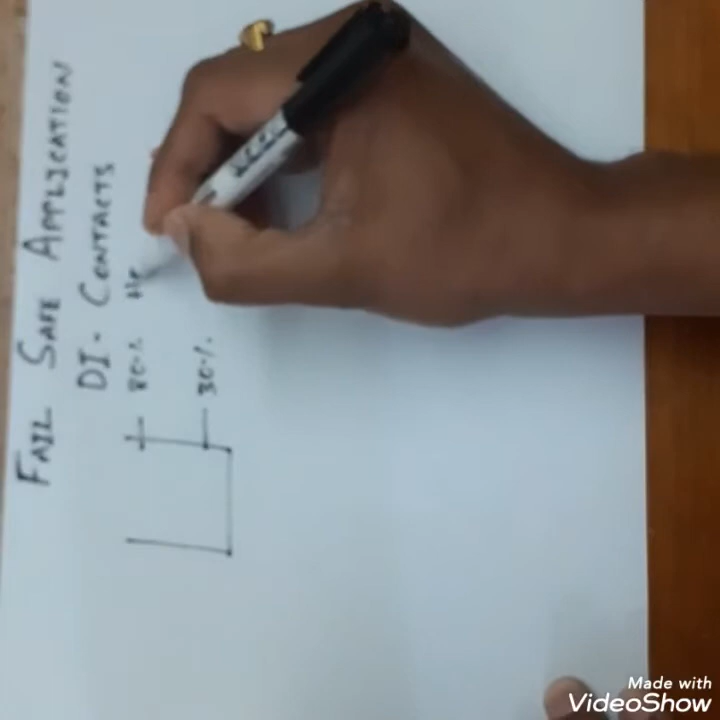 FAIL SAFE APPLICATION
DI - CONTACTS
80%
30%
Made with
VideoShow